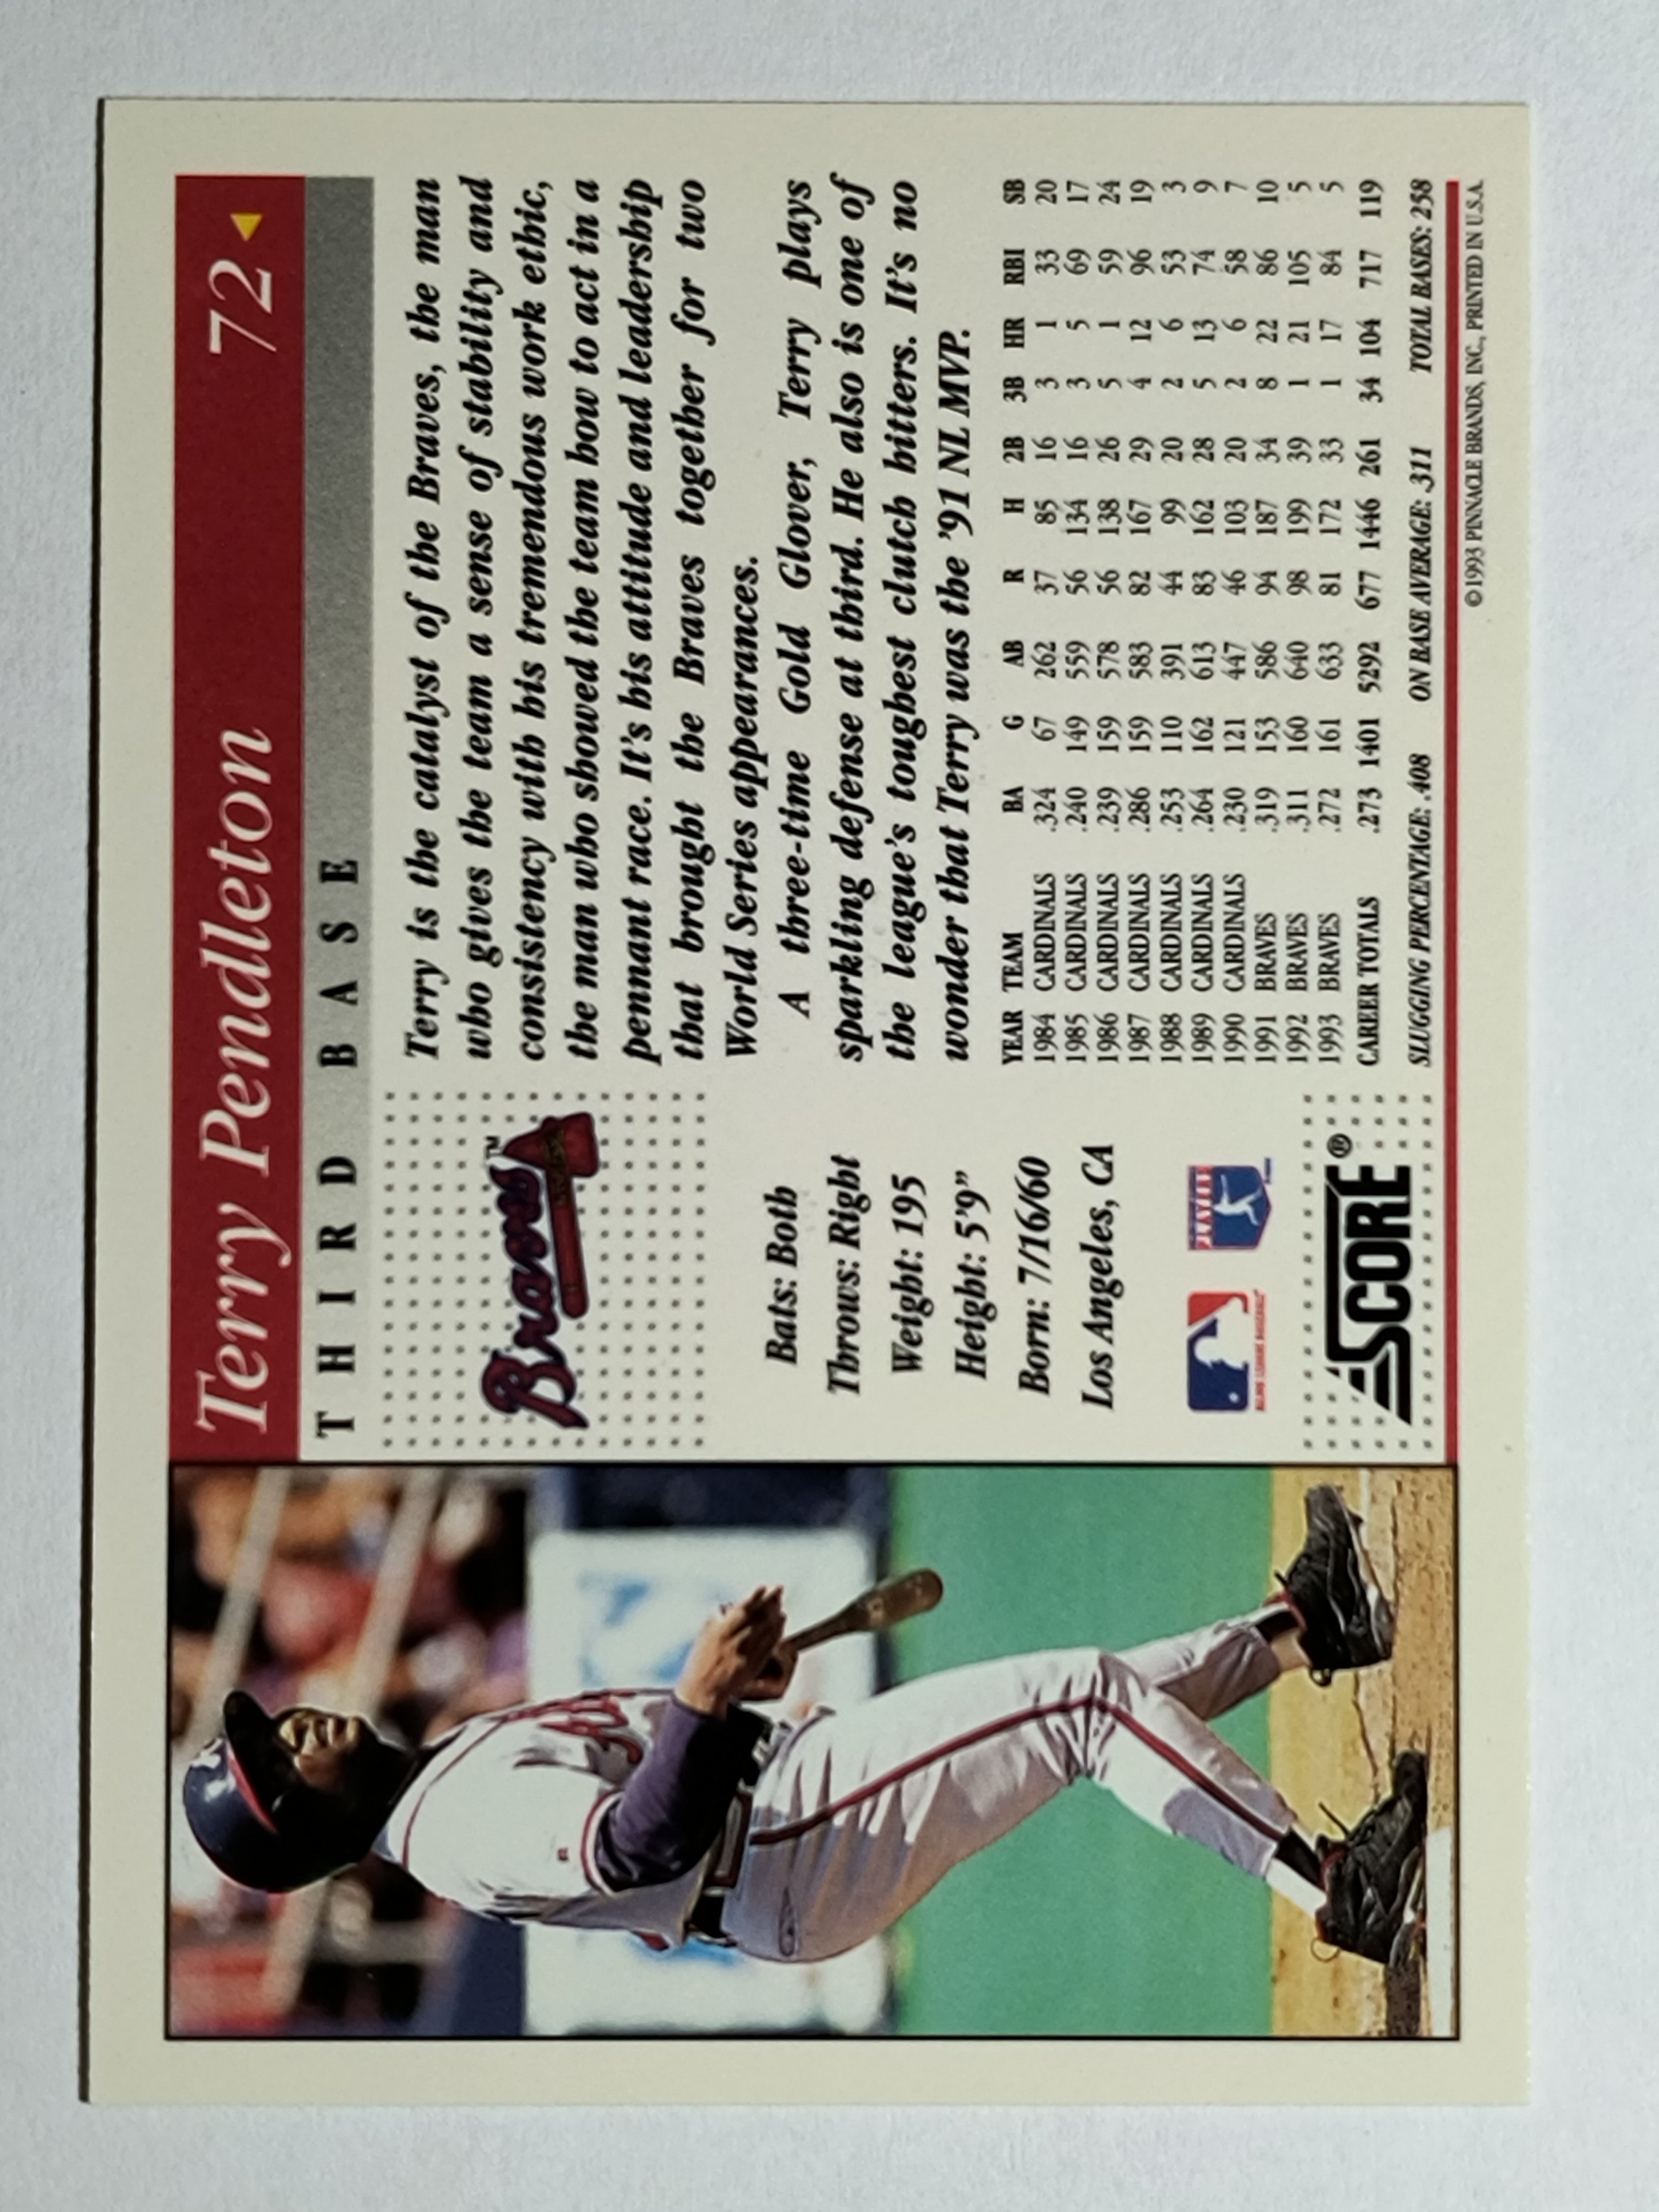 Terry Pendleton 72
THIRD BASE
Braves™
Bats: Both
Throws: Right
Weight: 195
Height: 5'9"
Born: 7/16/60
Los Angeles, CA
MAJOR LEAGUE BASEBALL
PLAYERS
SCORE®
Terry is the catalyst of the Braves, the man
who gives the team a sense of stability and
consistency with his tremendous work ethic,
the man who showed the team how to act in a
pennant race. It's his attitude and leadership
that brought the Braves together for two
World Series appearances.
A three-time Gold Glover, Terry plays
sparkling defense at third. He also is one of
the league's toughest clutch hitters. It's no
wonder that Terry was the '91 NL MVP.
YEAR TEAM BA G AB R H 2B 3B HR RBI SB
1984 CARDINALS .324 67 262 37 85 16 3 1 33 20
1985 CARDINALS .240 149 559 56 134 16 3 5 69 17
1986 CARDINALS .239 159 578 56 138 26 5 1 59 24
1987 CARDINALS .286 159 583 82 167 29 4 12 96 19
1988 CARDINALS .253 110 391 44 99 20 2 6 53 3
1989 CARDINALS .264 162 613 83 162 28 5 13 74 9
1990 CARDINALS .230 121 447 46 103 20 2 6 58 7
1991 BRAVES .319 153 586 94 187 34 8 22 86 10
1992 BRAVES .311 160 640 98 199 39 1 21 105 5
1993 BRAVES .272 161 633 81 172 33 1 17 84 5
CAREER TOTALS .273 1401 5292 677 1446 261 34 104 717 119
SLUGGING PERCENTAGE: .408 ON BASE AVERAGE: .311 TOTAL BASES: 258
©1993 PINNACLE BRANDS, INC., PRINTED IN U.S.A.